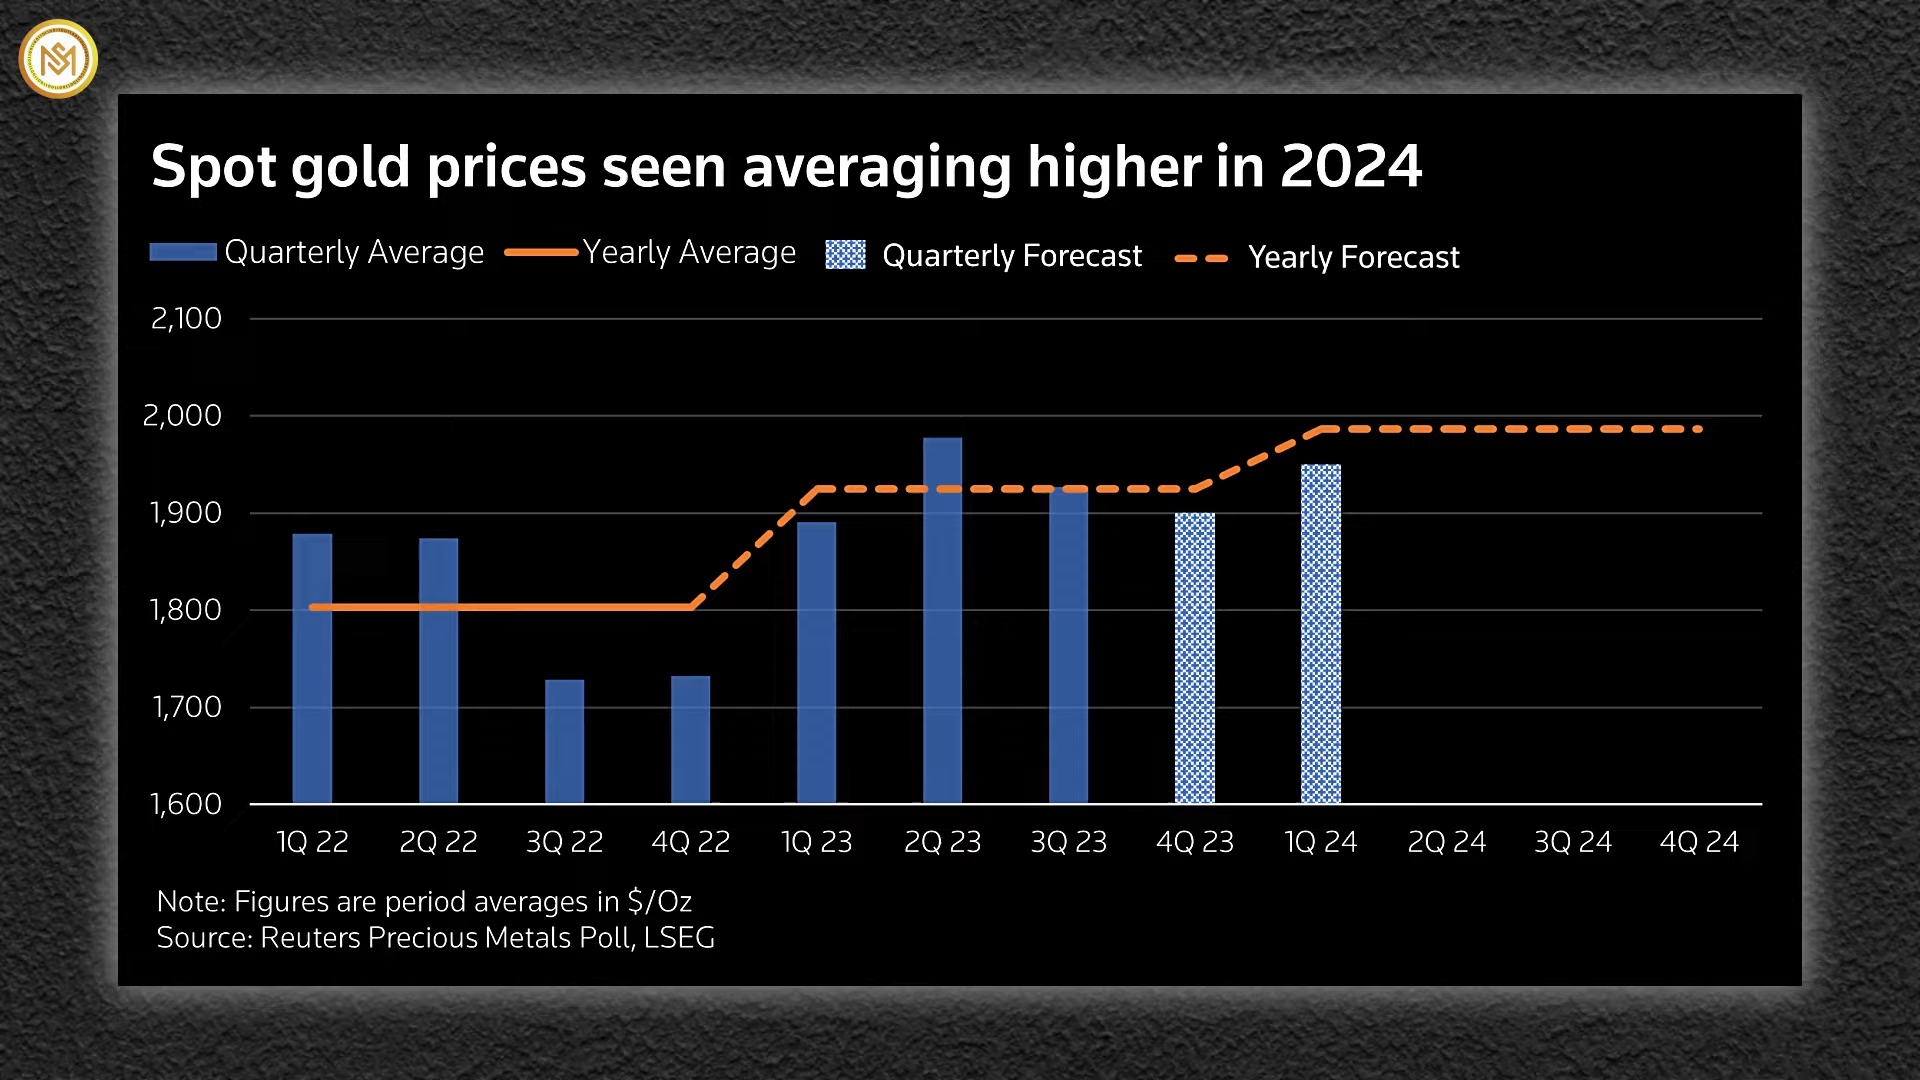 Spot gold prices seen averaging higher in 2024
Quarterly Average Yearly Average Quarterly Forecast Yearly Forecast
2,100
2,000
1,900
1,800
1,700
1,600
1Q 22 2Q 22 3Q 22 4Q 22 1Q 23 2Q 23 3Q 23 4Q 23 1Q 24 2Q 24 3Q 24 4Q 24
Note: Figures are period averages in $/Oz
Source: Reuters Precious Metals Poll, LSEG